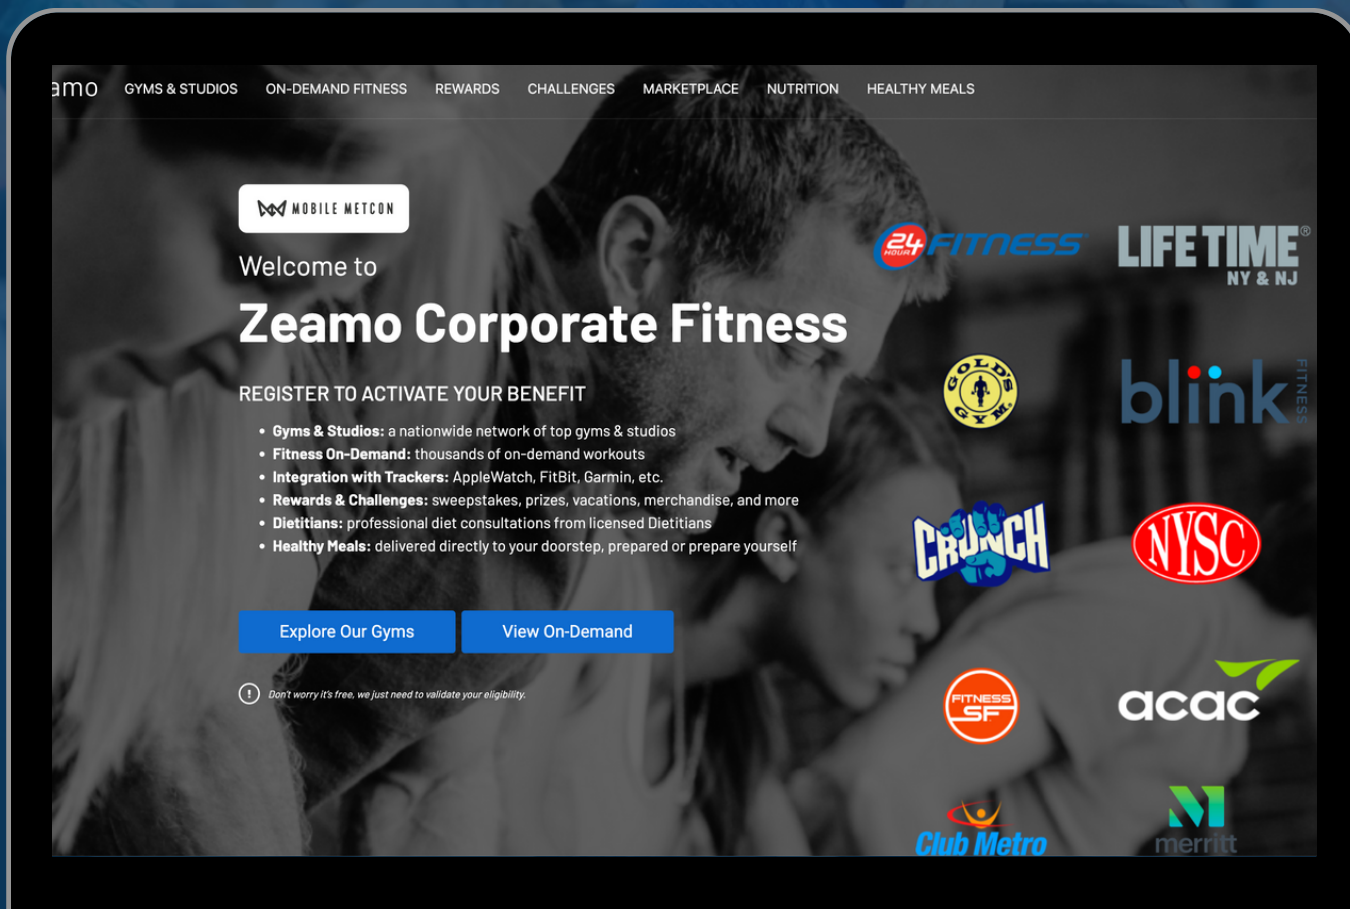 amo GYMS & STUDIOS ON-DEMAND FITNESS REWARDS CHALLENGES MARKETPLACE NUTRITION HEALTHY MEALS
MOBILE METCON
Welcome to
Zeamo Corporate Fitness
REGISTER TO ACTIVATE YOUR BENEFIT
• Gyms & Studios: a nationwide network of top gyms & studios
• Fitness On-Demand: thousands of on-demand workouts
• Integration with Trackers: AppleWatch, FitBit, Garmin, etc.
• Rewards & Challenges: sweepstakes, prizes, vacations, merchandise, and more
• Dietitians: professional diet consultations from licensed Dietitians
• Healthy Meals: delivered directly to your doorstep, prepared or prepare yourself
Explore Our Gyms View On-Demand
! Don't worry it's free, we just need to validate your eligibility.
24 HOUR FITNESS
LIFE TIME®
NY & NJ
GOLD'S GYM
blink FITNESS
CRUNCH
NYSC
FITNESS
SF
acac
Club Metro
merritt